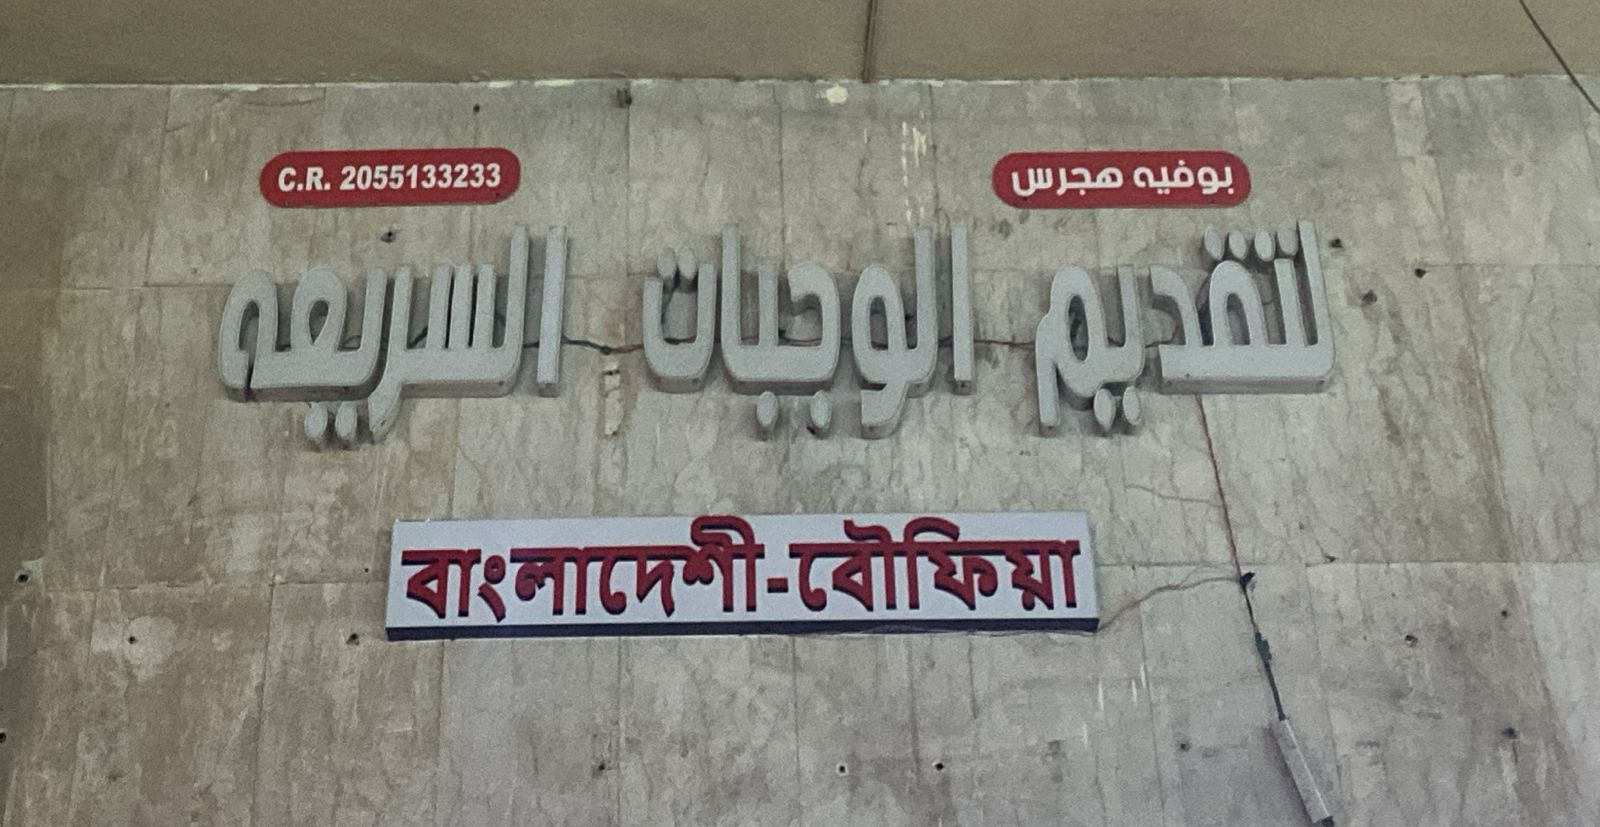 بوفيه هجرس
C.R. 2055133233
لتقديم الوجبات السريعه
বাংলাদেশী-বৌফিয়া